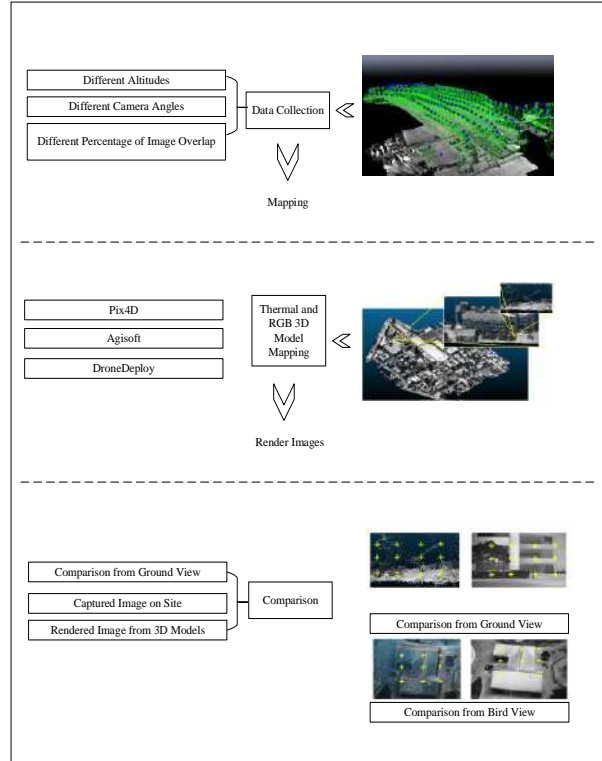 Different Altitudes
Different Camera Angles
Different Percentage of Image Overlap
Data Collection
Mapping
Pix4D
Agisoft
DroneDeploy
Thermal and
RGB 3D
Model
Mapping
Render Images
Comparison from Ground View
Captured Image on Site
Rendered Image from 3D Models
Comparison
Comparison from Ground View
Comparison from Bird View